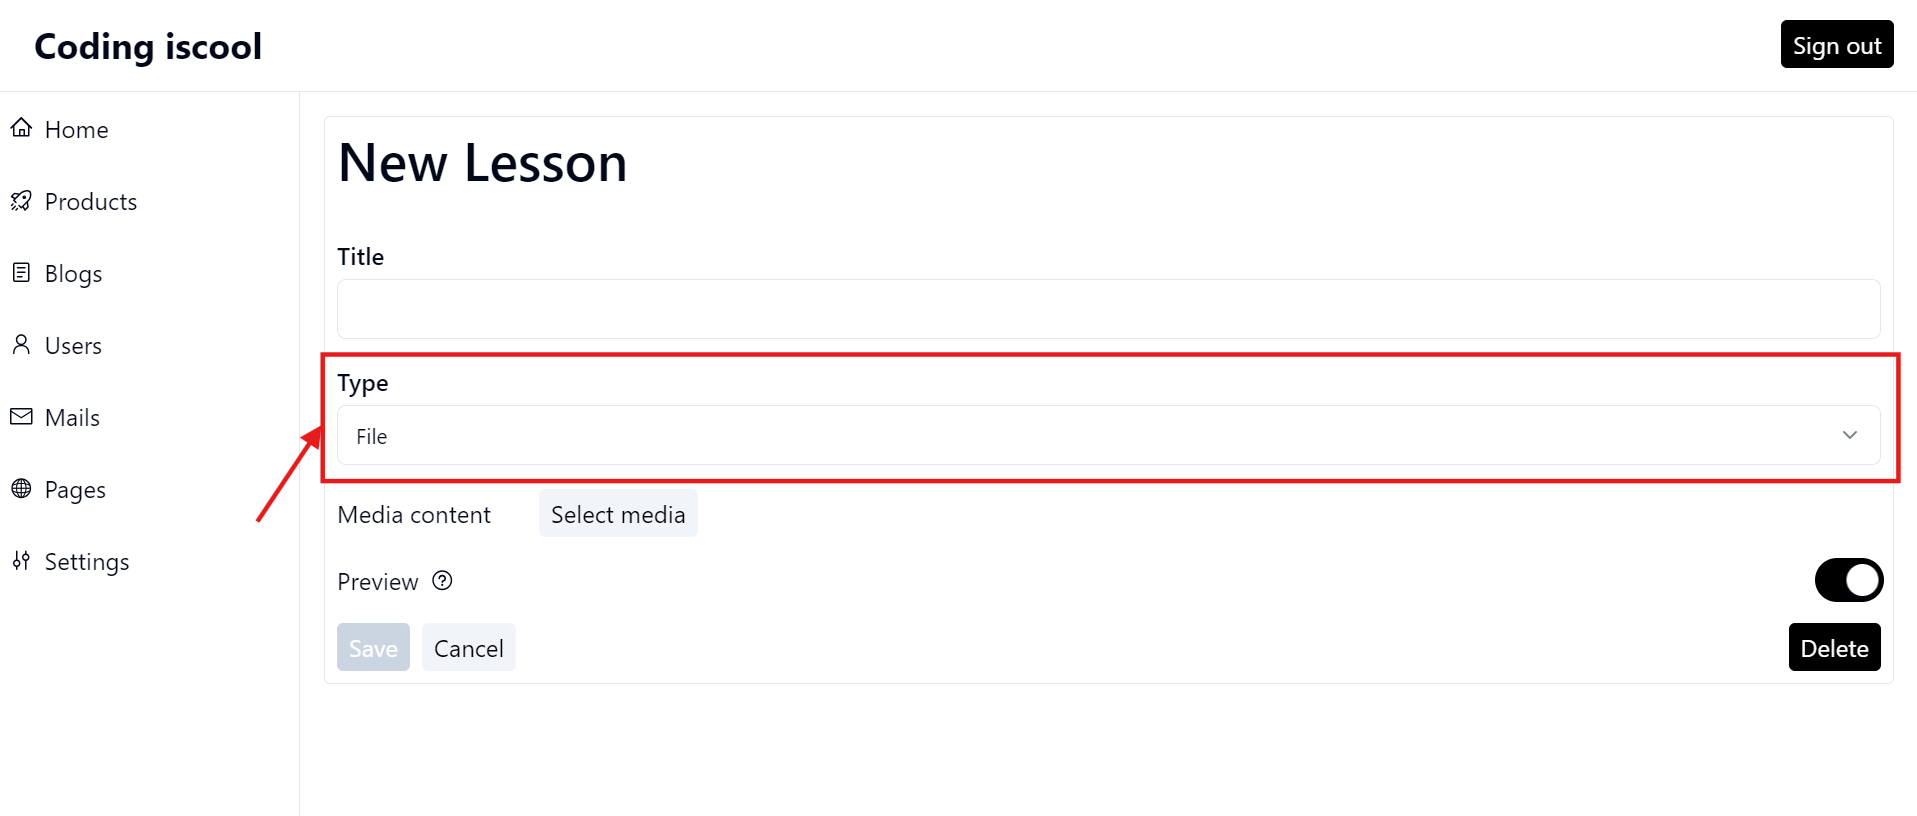 Coding iscool
Sign out
Home
Products
Blogs
Users
Mails
Pages
Settings
New Lesson
Title
Type
File
Media content
Select media
Preview
Save
Cancel
Delete